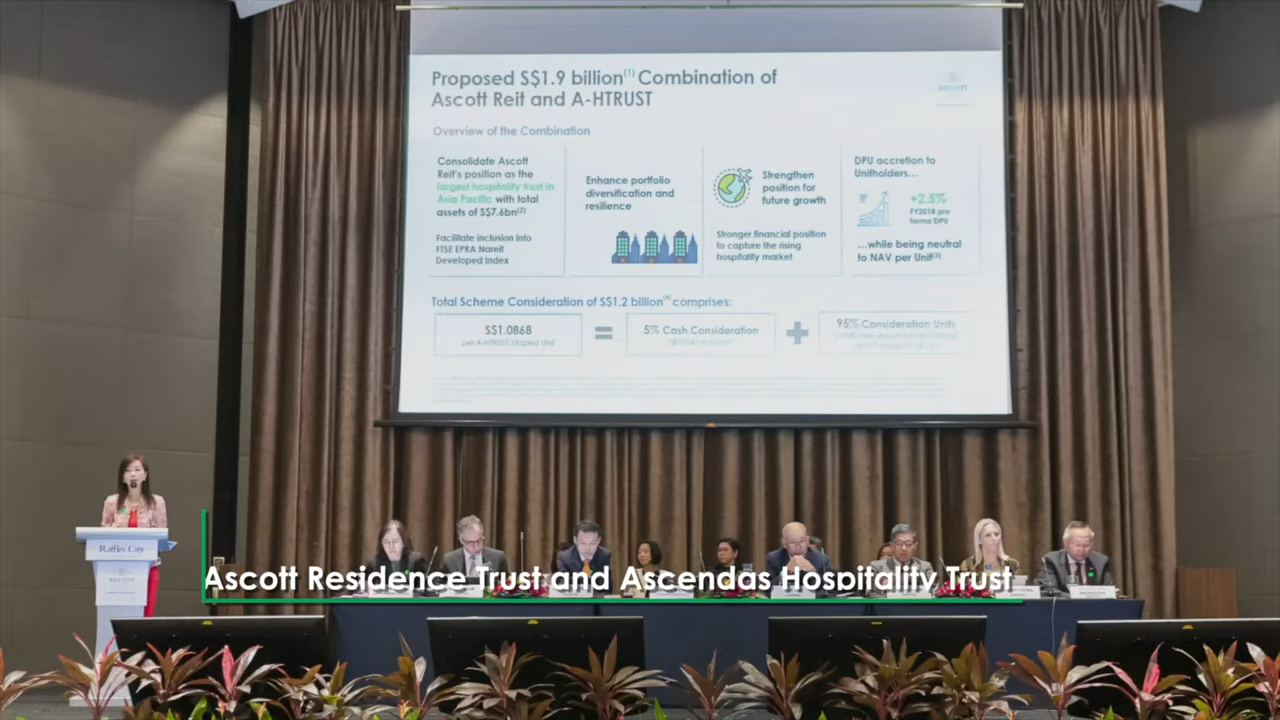 Proposed S$1.9 billion(1) Combination of
Ascott Reit and A-HTRUST
ASCOTT
Overview of the Combination
Consolidate Ascott
Reit's position as the
largest hospitality trust in
Asia Pacific with total
assets of S$7.6bn(2)
Facilitate inclusion into
FTSE EPRA Nareit
Developed Index
Enhance portfolio
diversification and
resilience
Strengthen
position for
future growth
Stronger financial position
to capture the rising
hospitality market
DPU accretion to
Unitholders...
+2.5%
FY2018 pro
forma DPU
...while being neutral
to NAV per Unit(3)
Total Scheme Consideration of S$1.2 billion(4) comprises:
S$1.0868
per A-HTRUST Stapled Unit
=
5% Cash Consideration
+
95% Consideration Units
Raffles City
ASCOTT
Ascott Residence Trust and Ascendas Hospitality Trust